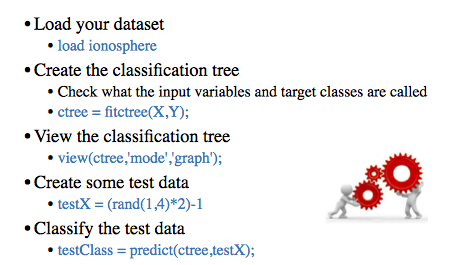 • Load your dataset
• load ionosphere
• Create the classification tree
• Check what the input variables and target classes are called
• ctree = fitctree(X,Y);
• View the classification tree
• view(ctree,'mode','graph');
• Create some test data
• testX = (rand(1,4)*2)-1
• Classify the test data
• testClass = predict(ctree,testX);